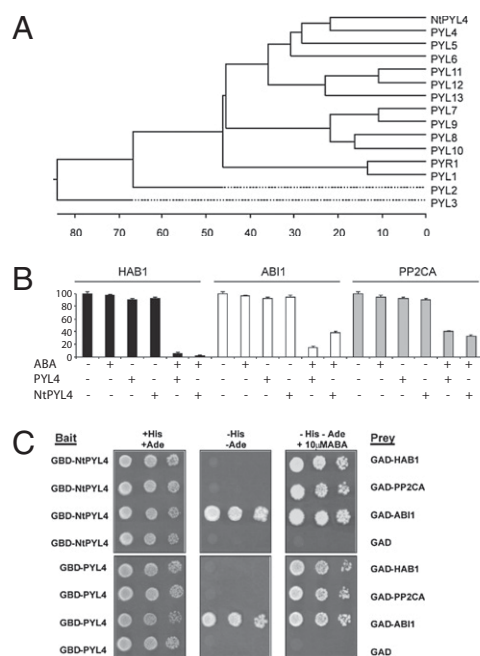 A
NtPYL4
PYL4
PYL5
PYL6
PYL11
PYL12
PYL13
PYL7
PYL9
PYL8
PYL10
PYR1
PYL1
PYL2
PYL3
80 70 60 50 40 30 20 10 0
B
HAB1 ABI1 PP2CA
100
80
60
40
20
0
ABA - + - - + + - + - - + + - + - - + +
PYL4 - - + - + - - - + - + - - - + - + -
NtPYL4 - - - + - + - - - + - + - - - + - +
C
Bait +His +Ade -His -Ade - His - Ade + 10µMABA Prey
GBD-NtPYL4 GAD-HAB1
GBD-NtPYL4 GAD-PP2CA
GBD-NtPYL4 GAD-ABI1
GBD-NtPYL4 GAD
GBD-PYL4 GAD-HAB1
GBD-PYL4 GAD-PP2CA
GBD-PYL4 GAD-ABI1
GBD-PYL4 GAD